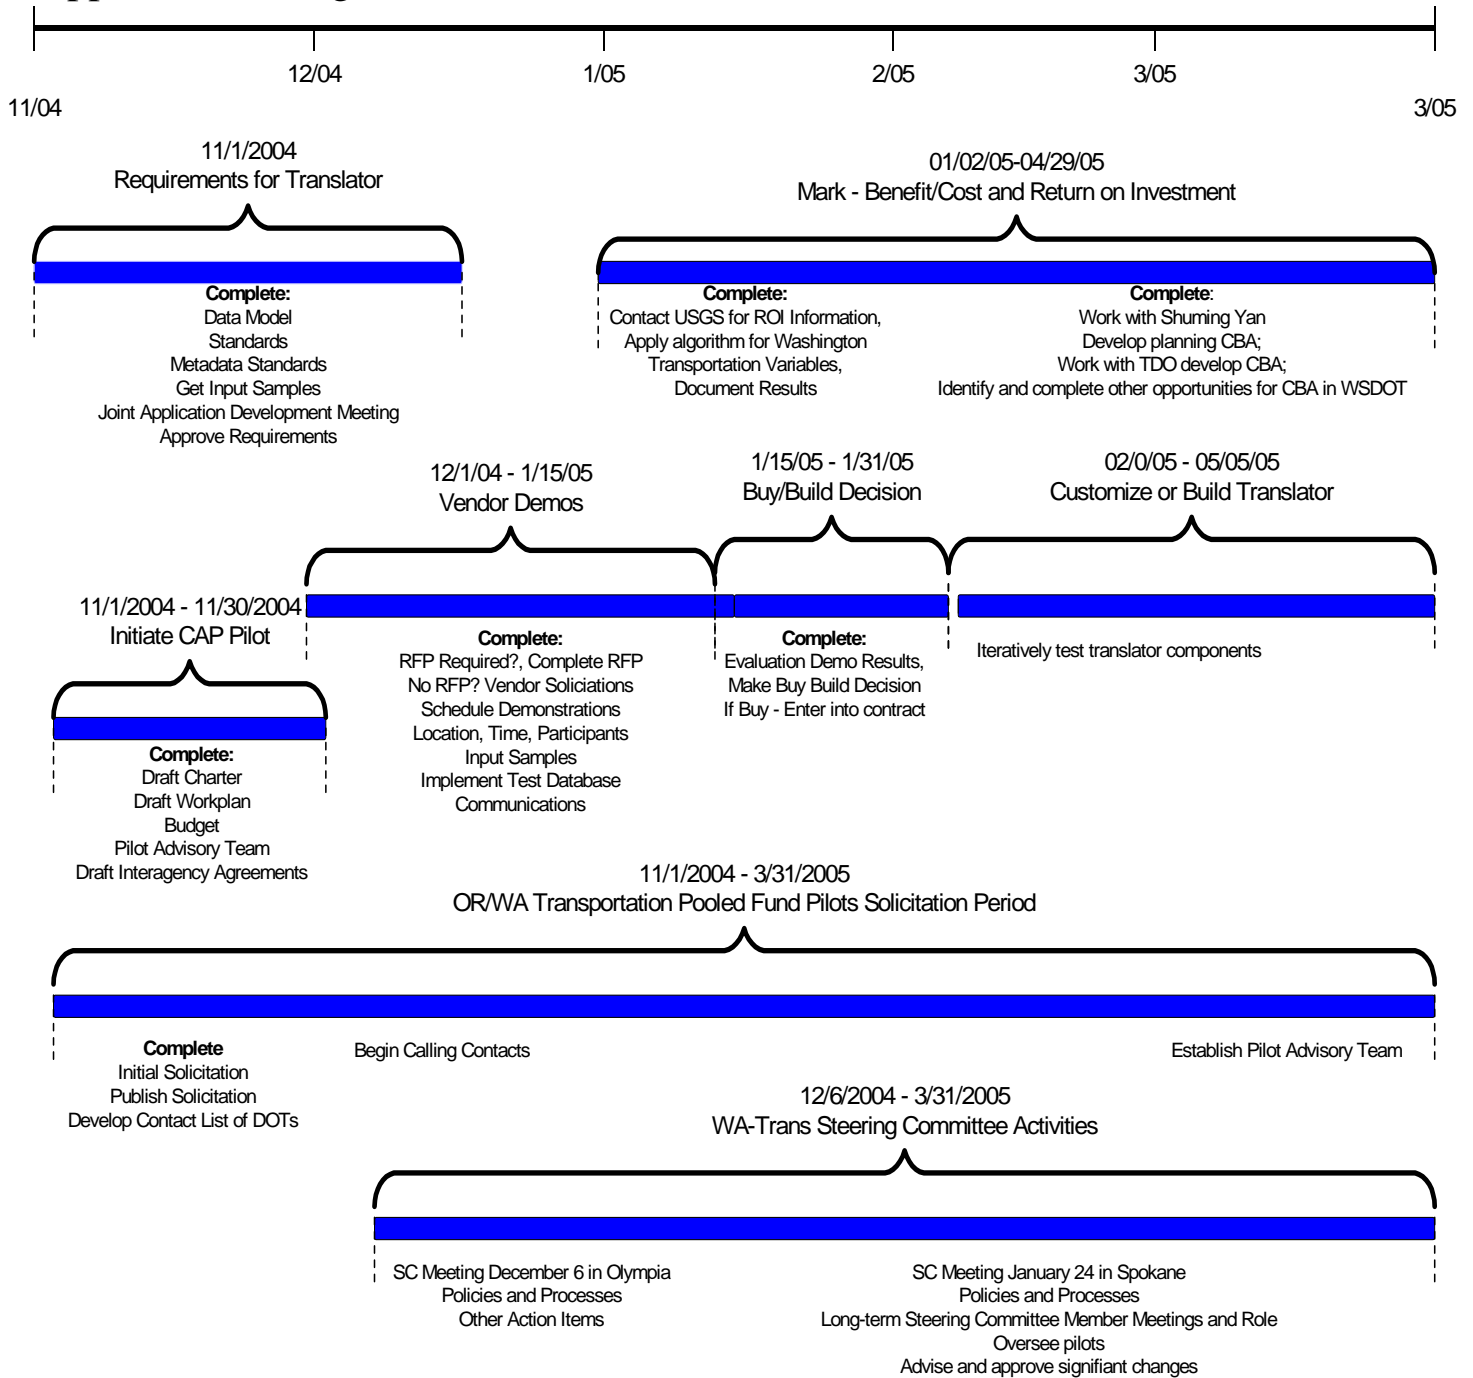 12/04
1/05
2/05
3/05
11/04
3/05
11/1/2004
Requirements for Translator
01/02/05-04/29/05
Mark - Benefit/Cost and Return on Investment
Complete:
Data Model
Standards
Metadata Standards
Get Input Samples
Joint Application Development Meeting
Approve Requirements
Complete:
Contact USGS for ROI Information,
Apply algorithm for Washington
Transportation Variables,
Document Results
Complete:
Work with Shuming Yan
Develop planning CBA;
Work with TDO develop CBA;
Identify and complete other opportunities for CBA in WSDOT
12/1/04 - 1/15/05
Vendor Demos
1/15/05 - 1/31/05
Buy/Build Decision
02/0/05 - 05/05/05
Customize or Build Translator
11/1/2004 - 11/30/2004
Initiate CAP Pilot
Complete:
RFP Required?, Complete RFP
No RFP? Vendor Soliciations
Schedule Demonstrations
Location, Time, Participants
Input Samples
Implement Test Database
Communications
Complete:
Evaluation Demo Results,
Make Buy Build Decision
If Buy - Enter into contract
Iteratively test translator components
Complete:
Draft Charter
Draft Workplan
Budget
Pilot Advisory Team
Draft Interagency Agreements
11/1/2004 - 3/31/2005
OR/WA Transportation Pooled Fund Pilots Solicitation Period
Complete
Initial Solicitation
Publish Solicitation
Develop Contact List of DOTs
Begin Calling Contacts
Establish Pilot Advisory Team
12/6/2004 - 3/31/2005
WA-Trans Steering Committee Activities
SC Meeting December 6 in Olympia
Policies and Processes
Other Action Items
SC Meeting January 24 in Spokane
Policies and Processes
Long-term Steering Committee Member Meetings and Role
Oversee pilots
Advise and approve signifiant changes